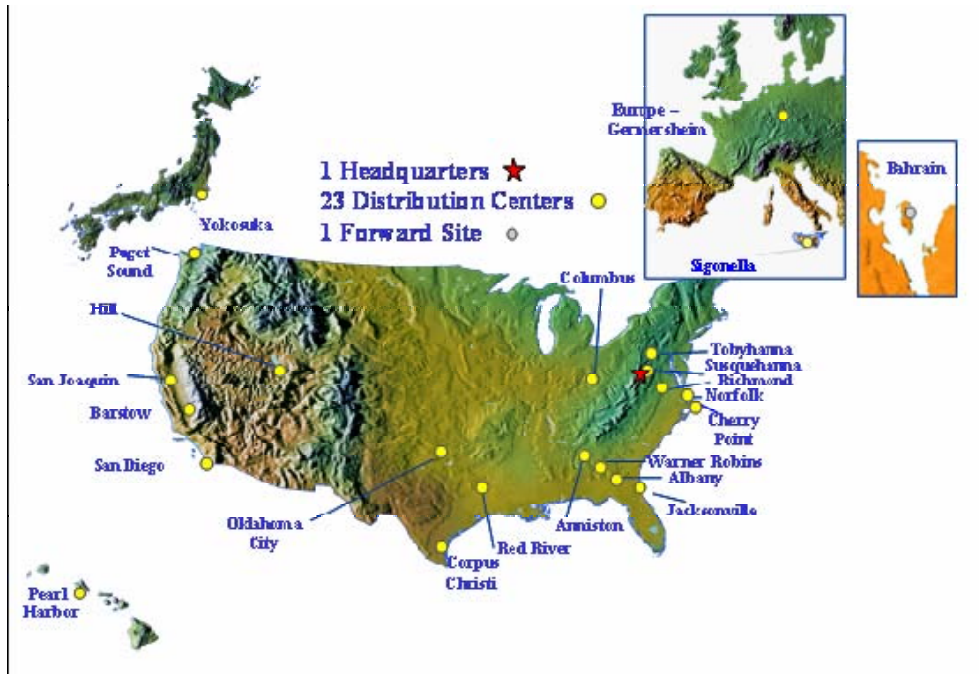 Europe –
Germersheim
Bahrain
1 Headquarters
23 Distribution Centers
1 Forward Site
Yokosuka
Puget
Sound
Sigonella
Columbus
Hill
Tobyhanna
Susquehanna
Richmond
San Joaquin
Norfolk
Barstow
Cherry
Point
San Diego
Warner Robins
Albany
Jacksonville
Oklahoma
City
Anniston
Red River
Corpus
Christi
Pearl
Harbor